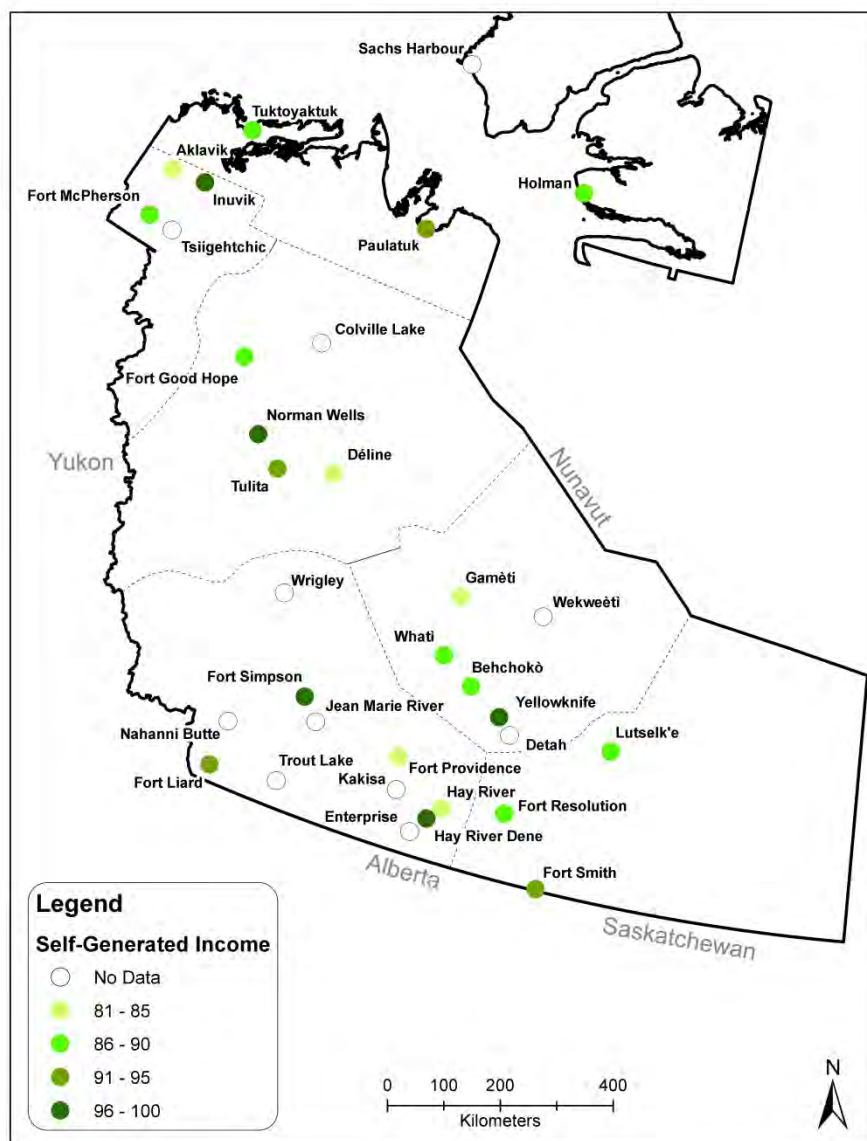 Sachs Harbour
Tuktoyaktuk
Aklavik
Inuvik
Holman
Fort McPherson
Tsiigehtchic
Paulatuk
Colville Lake
Fort Good Hope
Norman Wells
Yukon
Déline
Tulita
Nunavut
Wrigley
Gamètì
Wekweètì
Whatì
Behchokò
Fort Simpson
Yellowknife
Jean Marie River
Lutselk'e
Nahanni Butte
Detah
Trout Lake
Fort Providence
Fort Liard
Kakisa
Hay River
Fort Resolution
Enterprise
Hay River Dene
Alberta
Fort Smith
Saskatchewan
Legend
Self-Generated Income
No Data
81 - 85
86 - 90
91 - 95
96 - 100
0 100 200 400
Kilometers
N